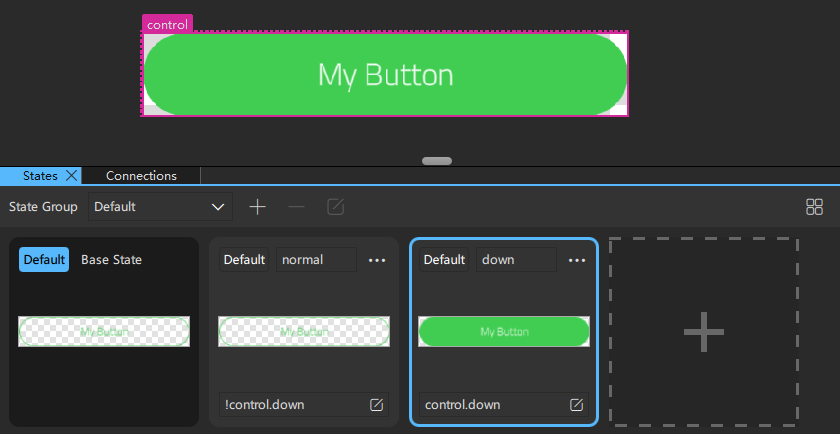 control
My Button
States
Connections
State Group
Default
Default
Base State
Default
normal
Default
down
My Button
My Button
My Button
!control.down
control.down